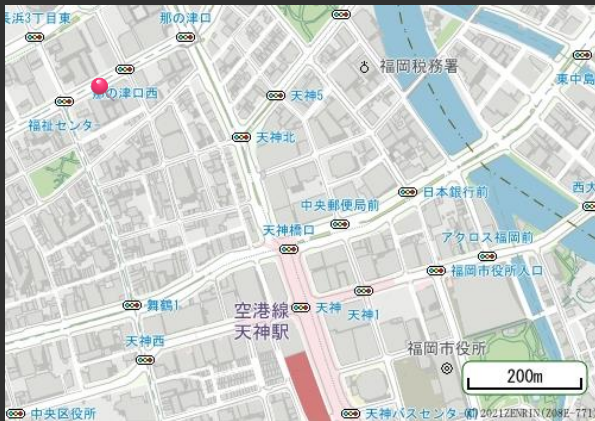 長浜3丁目東
那の津口
福岡税務署
東中島
那の津口西
天神5
福祉センター
天神北
日本銀行前
西大
中央郵便局前
天神橋口
アクロス福岡前
福岡市役所入口
舞鶴1
空港線
天神駅
天神
天神1
天神西
福岡市役所
200m
中央区役所
天神バスセンター前
(C)2021ZENRIN(Z08E-771